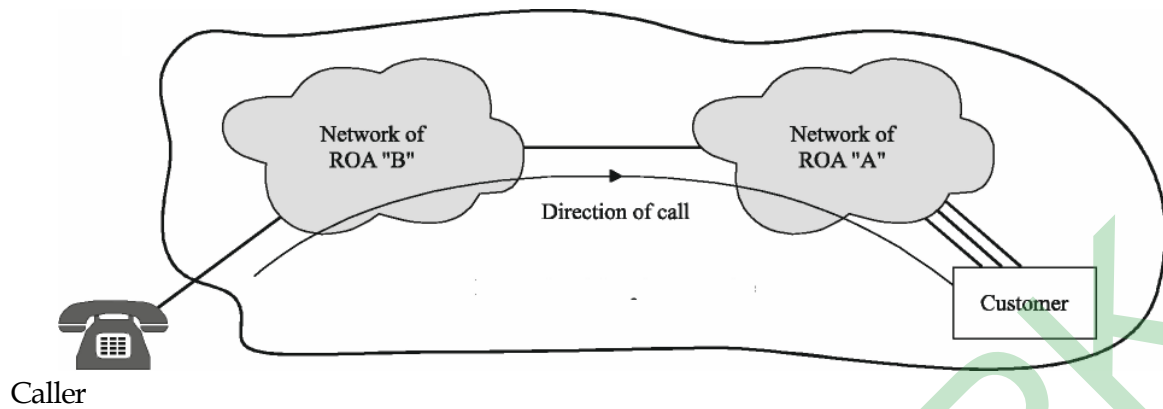 Network of
ROA "B"
Network of
ROA "A"
Direction of call
Customer
Caller